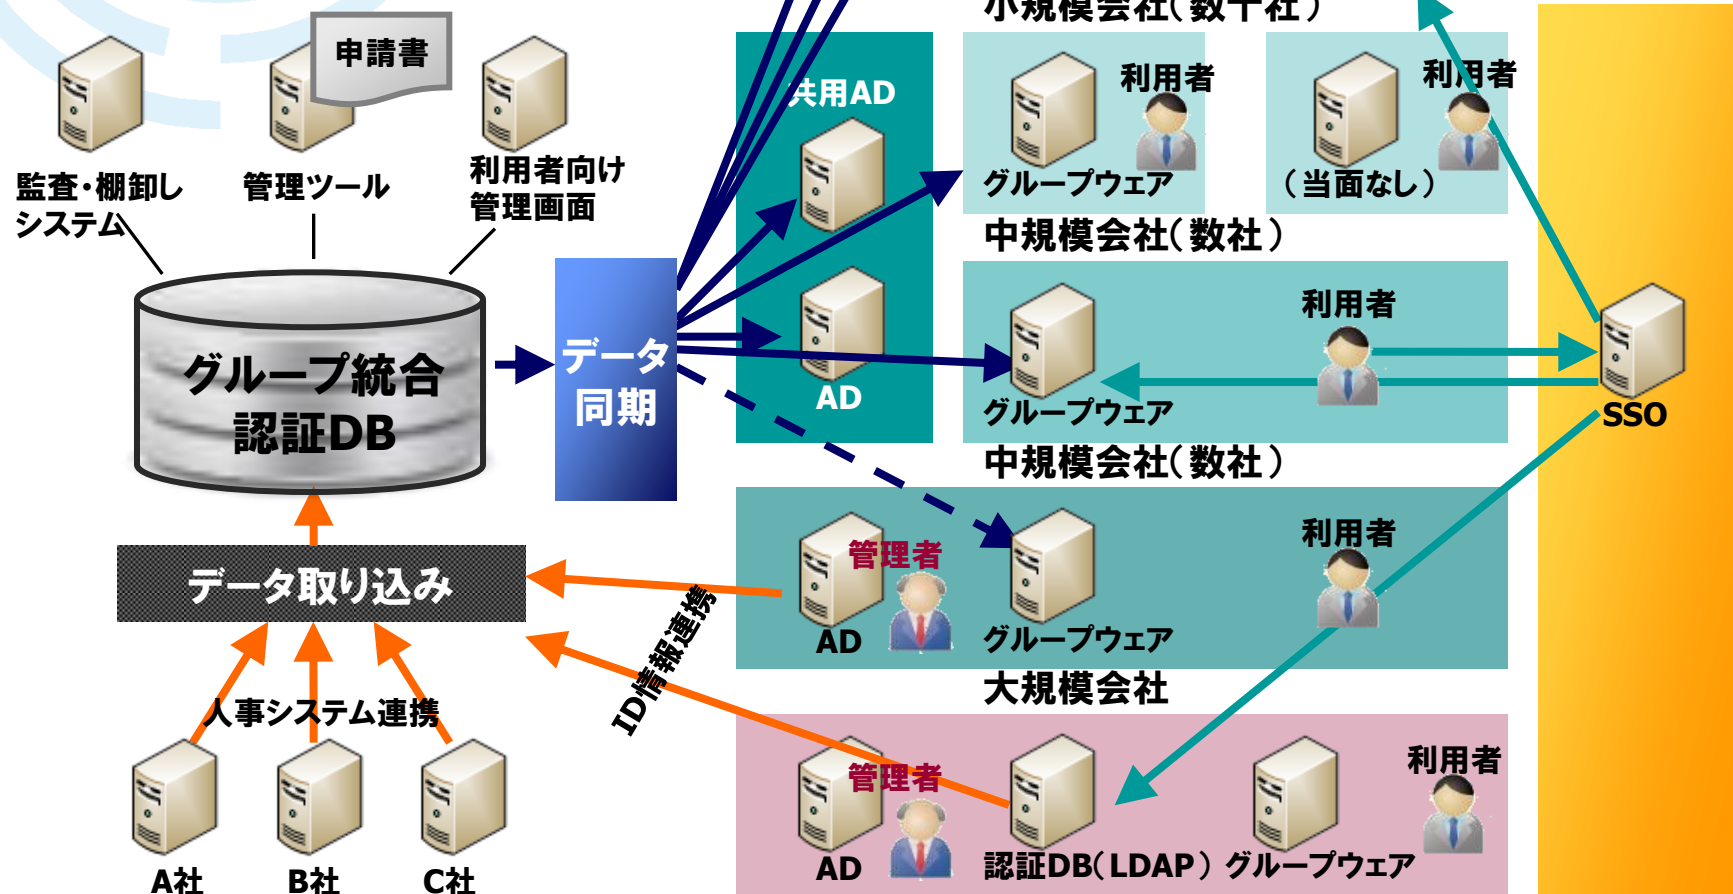 小規模会社(数十社)
申請書
監査・棚卸し
システム
管理ツール
利用者向け
管理画面
共用AD
利用者
グループウェア
利用者
(当面なし)
中規模会社(数社)
グループ統合
認証DB
データ
同期
AD
グループウェア
利用者
SSO
中規模会社(数社)
データ取り込み
ID情報連携
管理者
AD
グループウェア
利用者
大規模会社
人事システム連携
A社
B社
C社
管理者
AD
認証DB(LDAP)
グループウェア
利用者